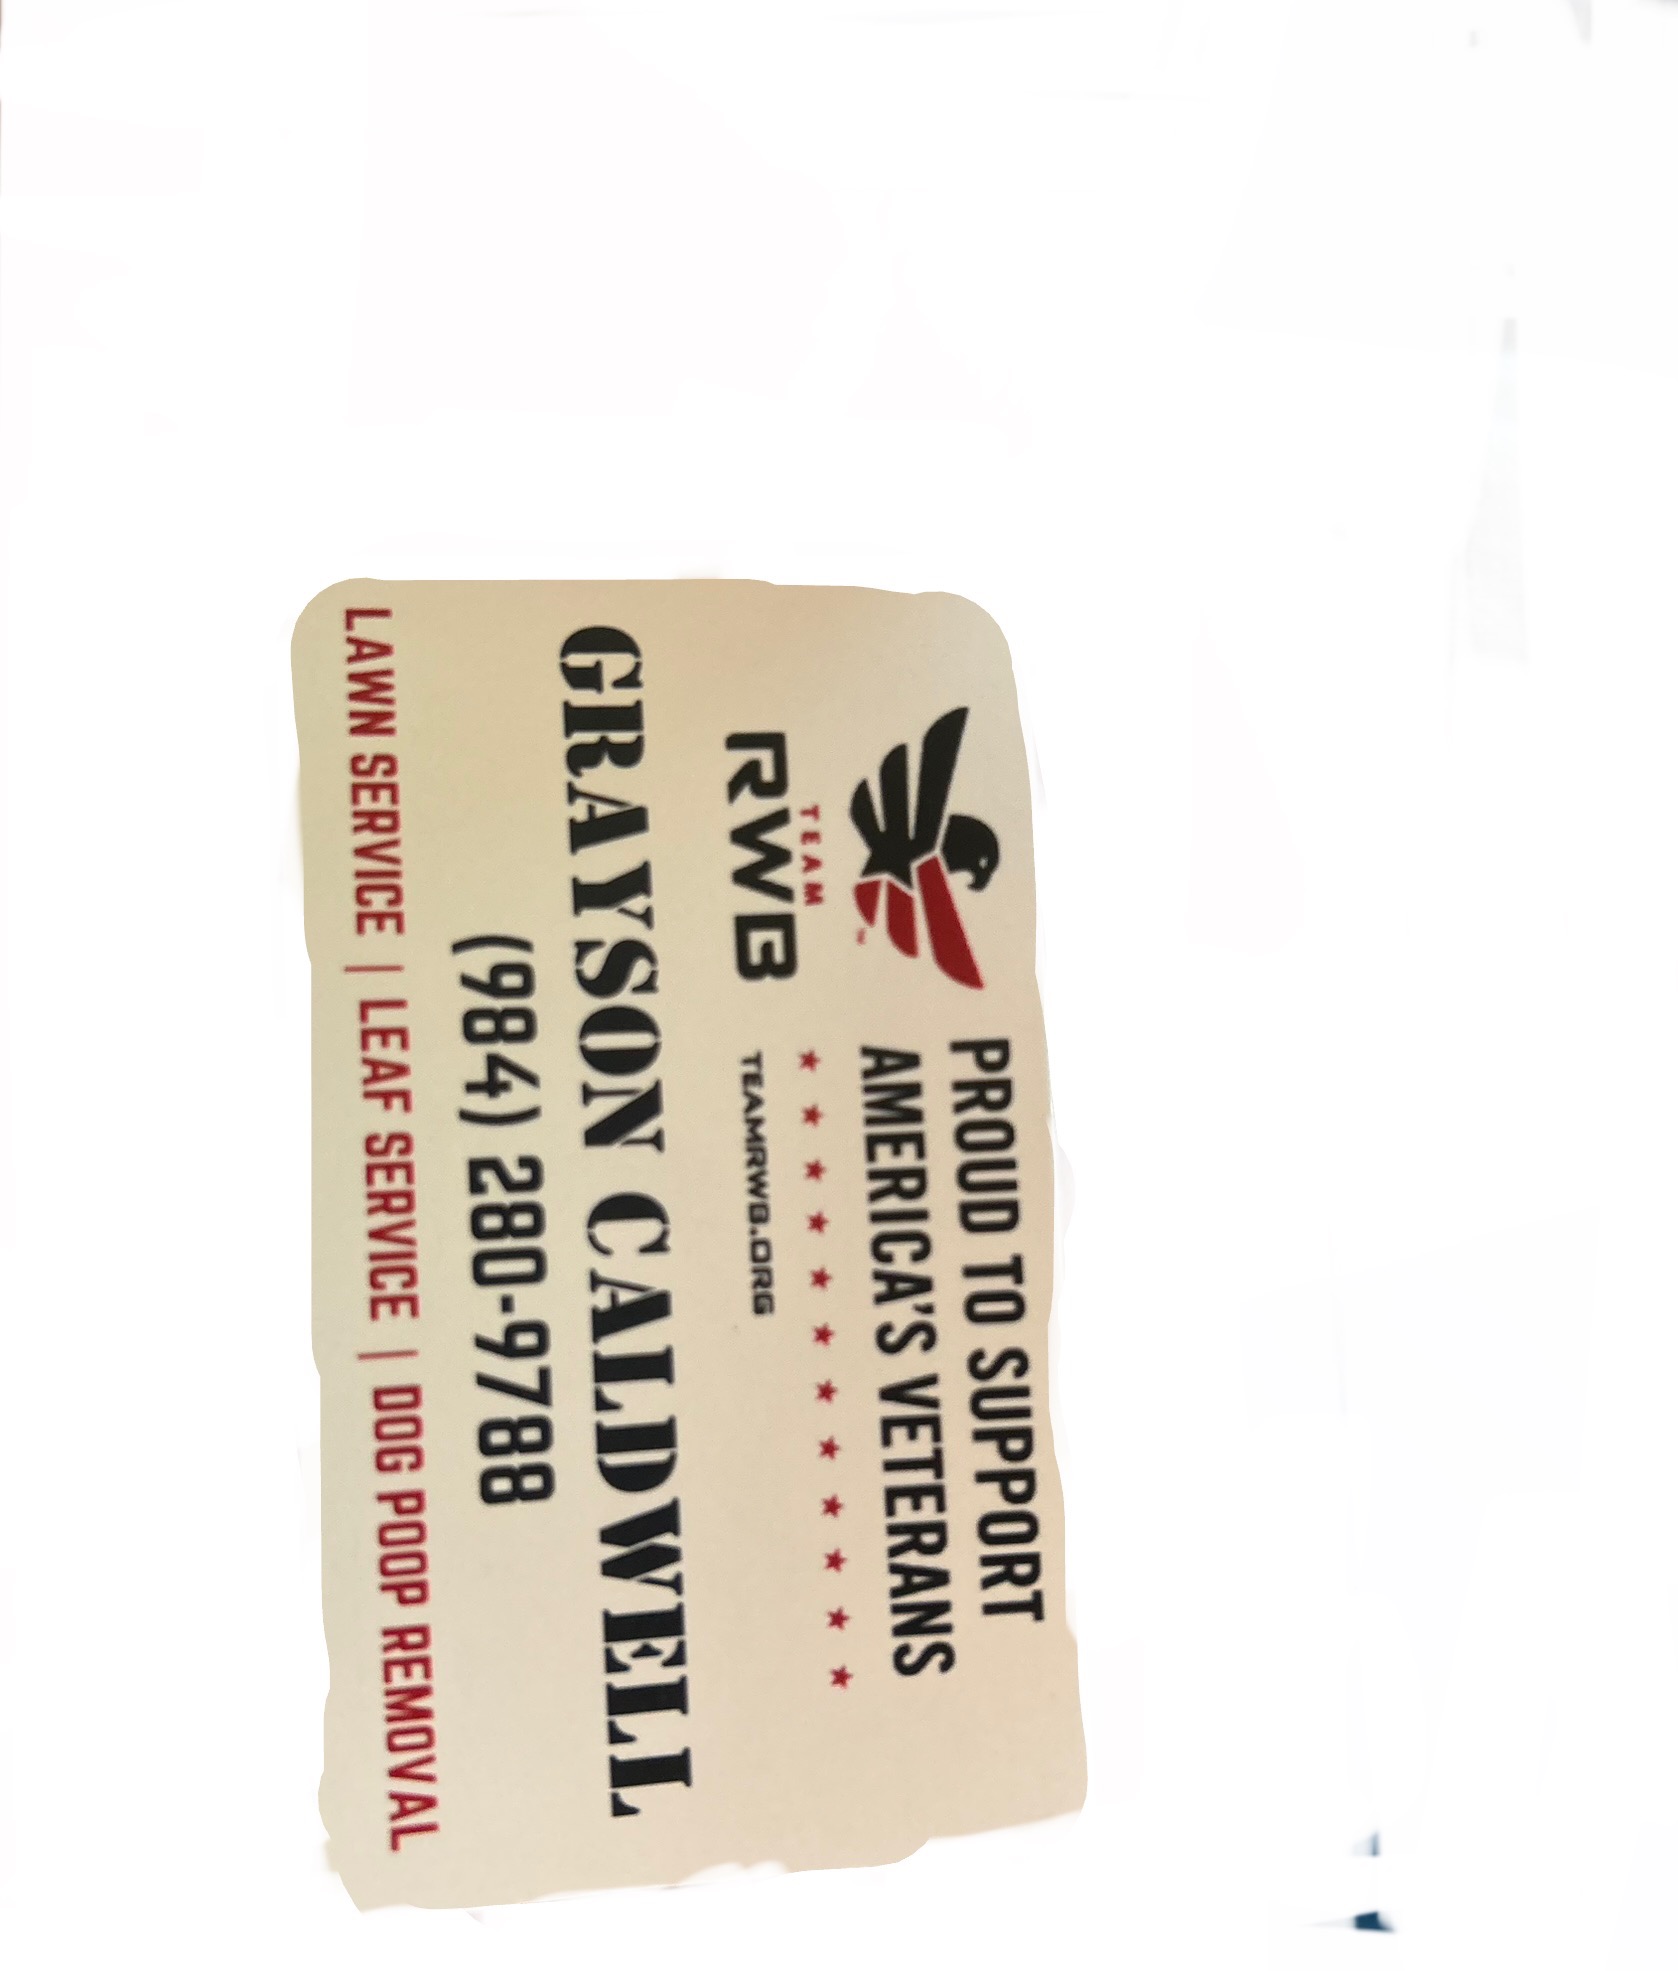 PROUD TO SUPPORT
AMERICA'S VETERANS
TEAM
RWB
TEAMRWB.ORG
GRAYSON CALDWELL
(984) 280-9788
LAWN SERVICE | LEAF SERVICE | DOG POOP REMOVAL